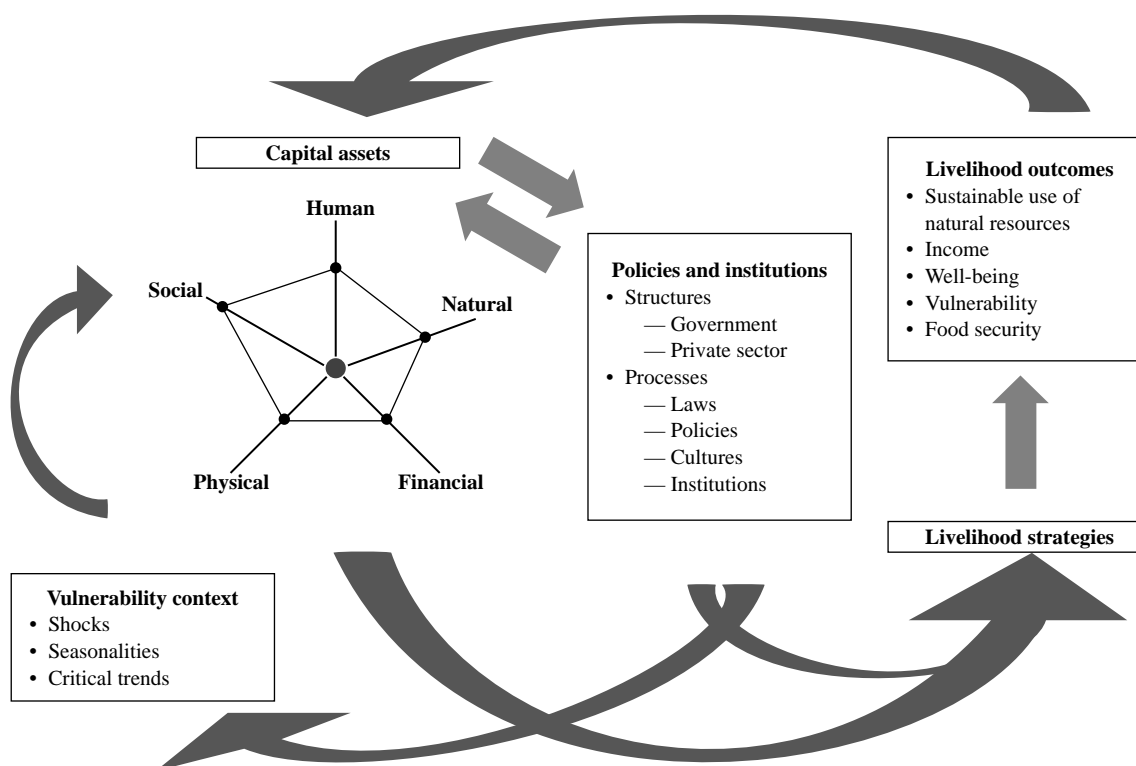 Capital assets
Human
Social
Natural
Physical
Financial
Policies and institutions
• Structures
— Government
— Private sector
• Processes
— Laws
— Policies
— Cultures
— Institutions
Livelihood outcomes
• Sustainable use of
natural resources
• Income
• Well-being
• Vulnerability
• Food security
Livelihood strategies
Vulnerability context
• Shocks
• Seasonalities
• Critical trends